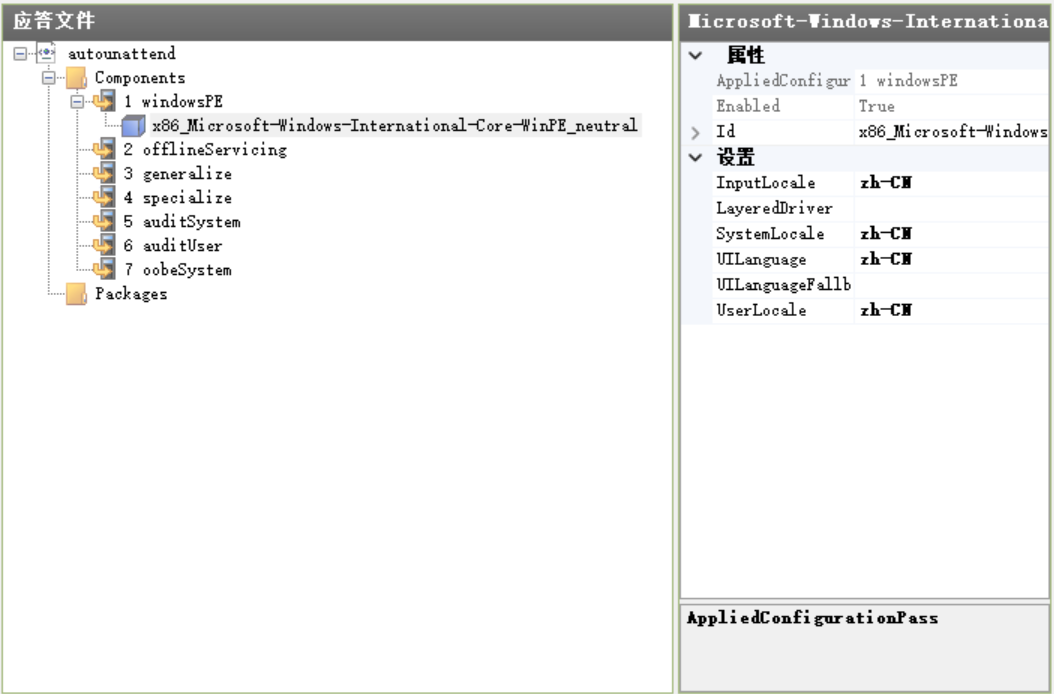 应答文件
autounattend
Components
1 windowsPE
x86_Microsoft-Windows-International-Core-WinPE_neutral
2 offlineServicing
3 generalize
4 specialize
5 auditSystem
6 auditUser
7 oobeSystem
Packages
Microsoft-Windows-Internationa
属性
AppliedConfigur 1 windowsPE
Enabled True
Id x86_Microsoft-Windows
设置
InputLocale zh-CN
LayeredDriver
SystemLocale zh-CN
UILanguage zh-CN
UILanguageFallb
UserLocale zh-CN
AppliedConfigurationPass